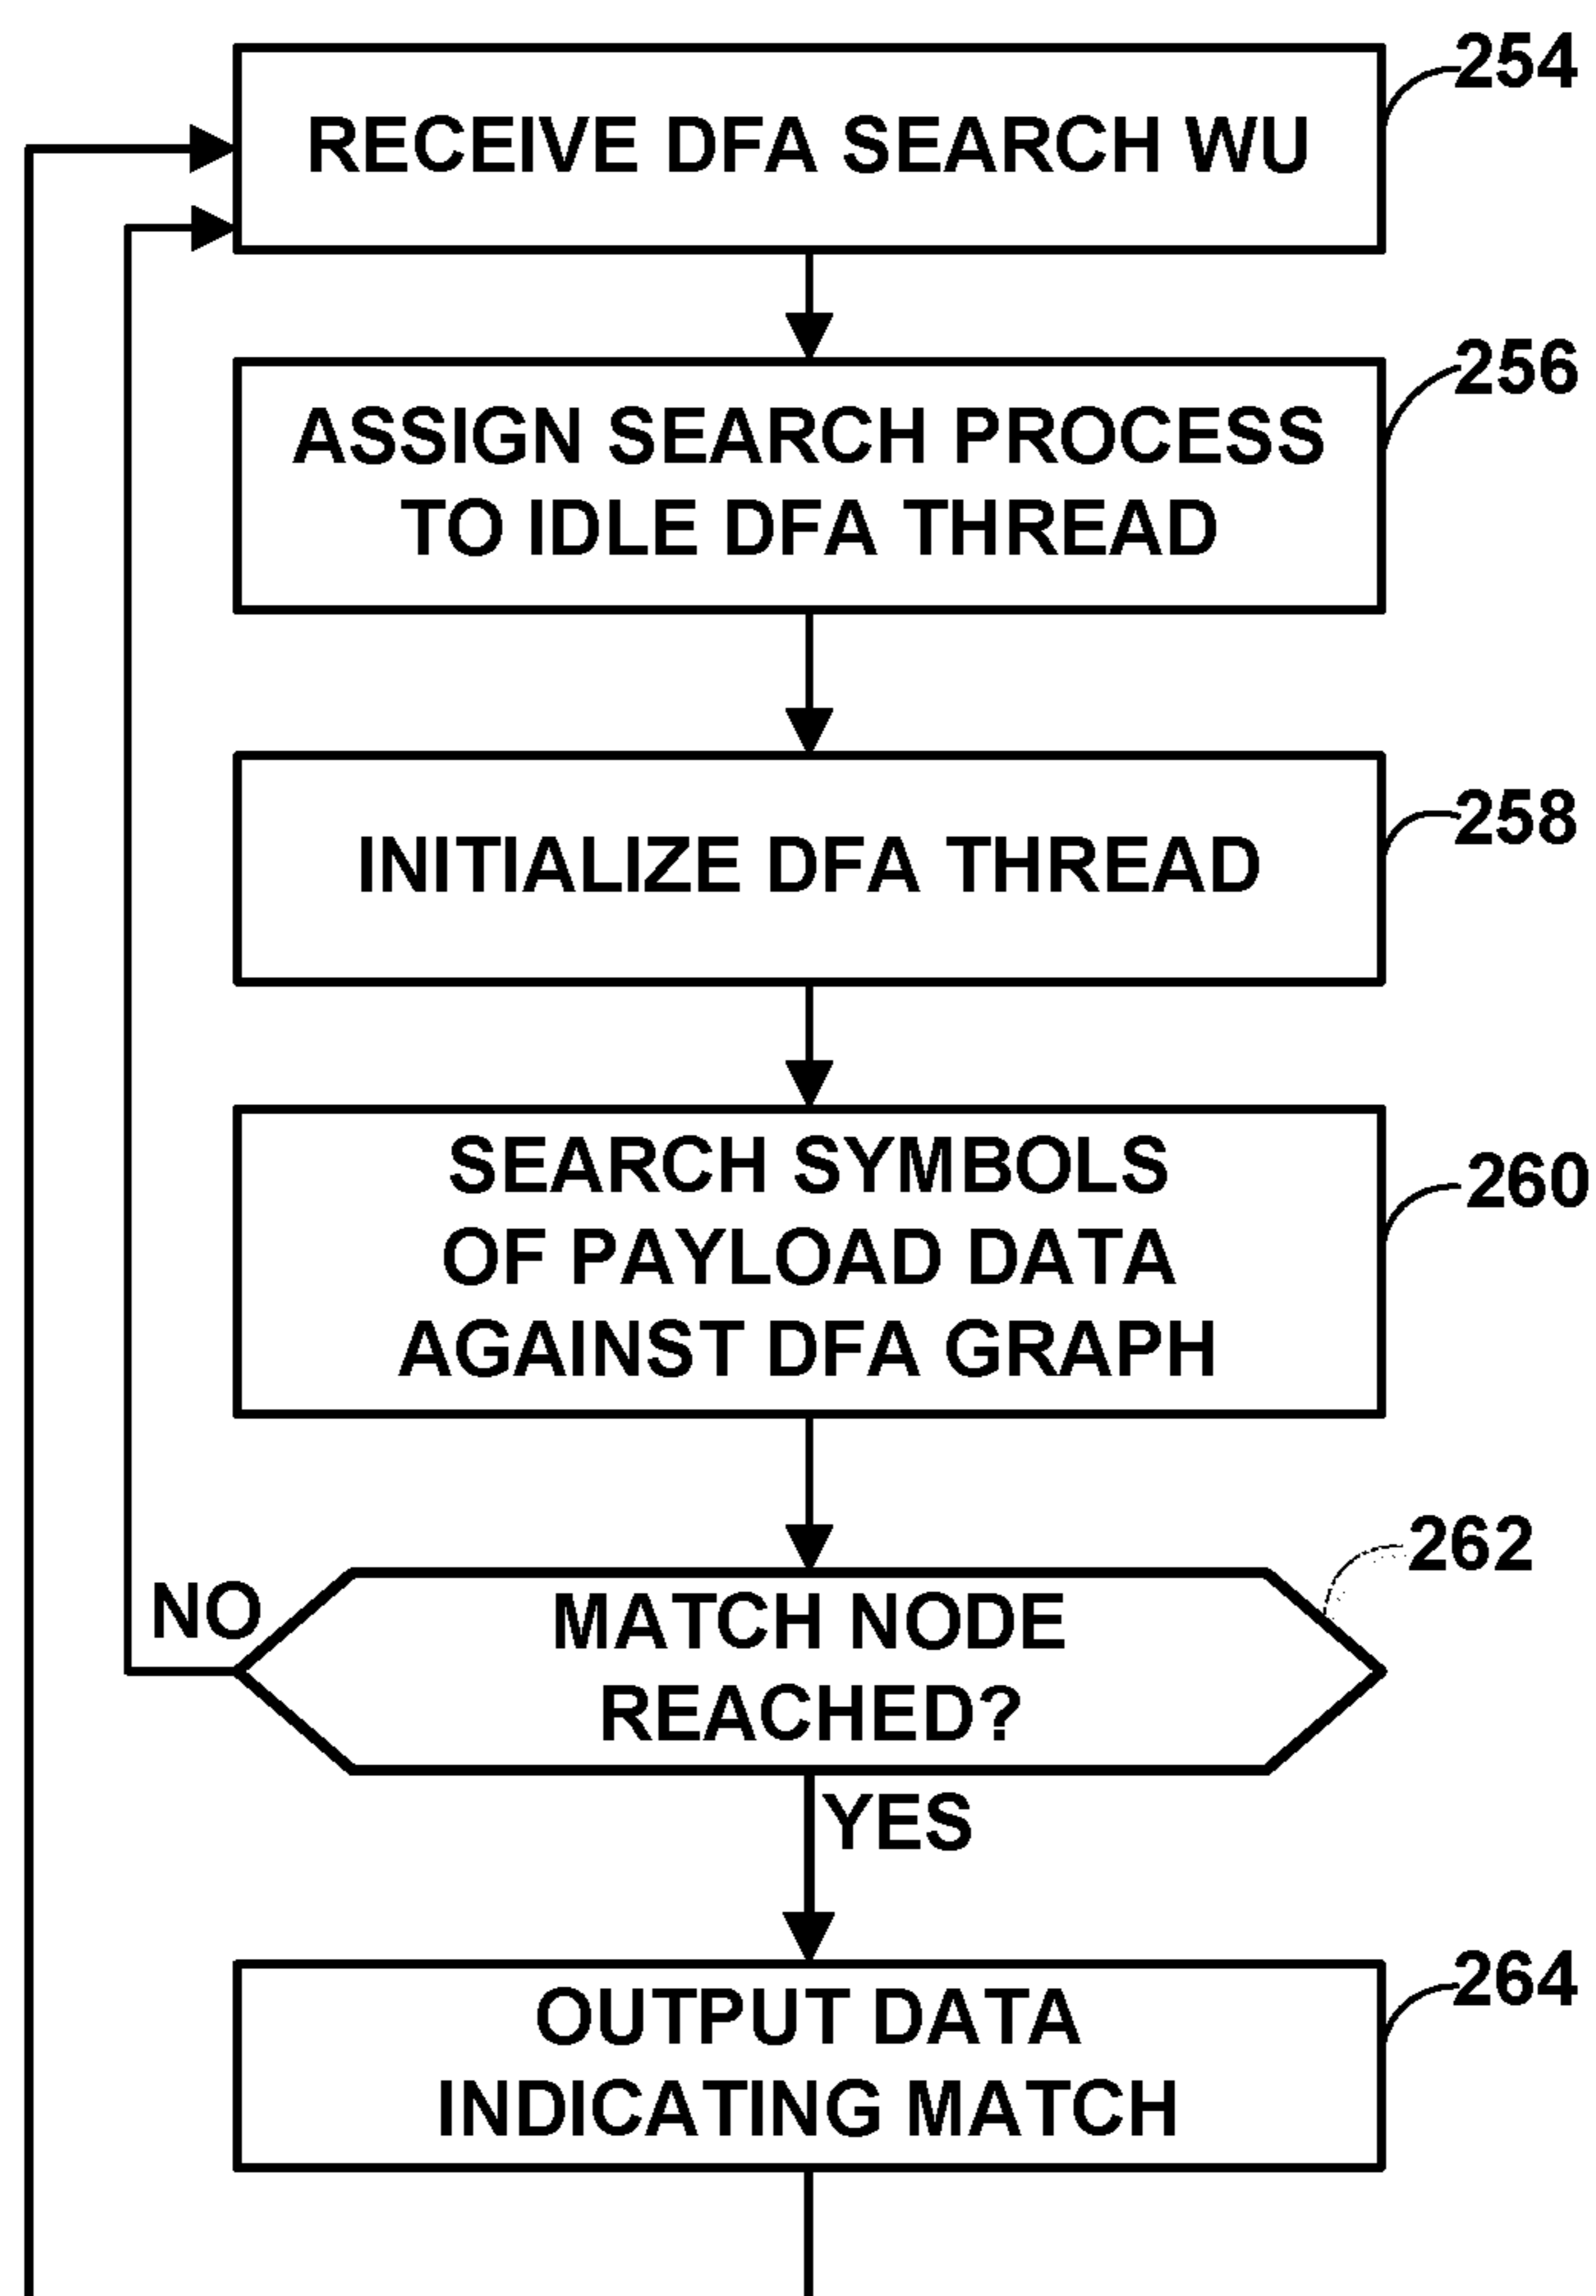 254
RECEIVE DFA SEARCH WU
256
ASSIGN SEARCH PROCESS
TO IDLE DFA THREAD
258
INITIALIZE DFA THREAD
260
SEARCH SYMBOLS
OF PAYLOAD DATA
AGAINST DFA GRAPH
262
NO
MATCH NODE
REACHED?
YES
264
OUTPUT DATA
INDICATING MATCH